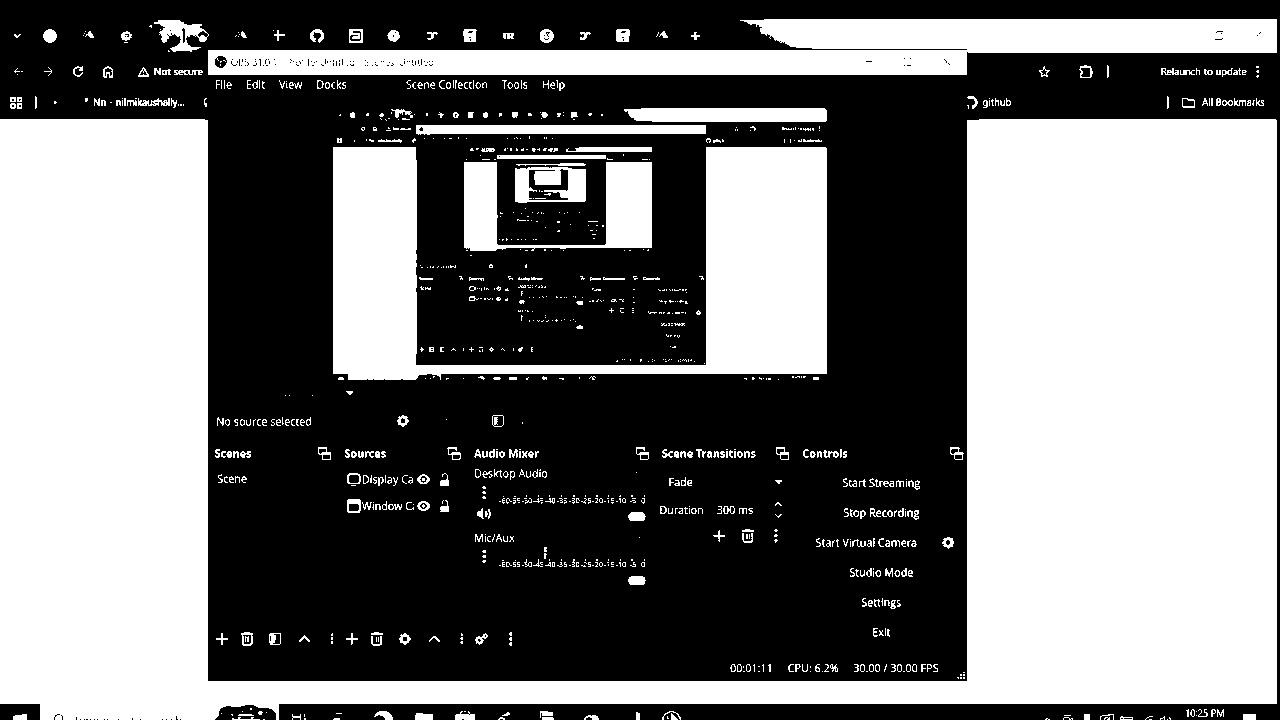 Not secure
Relaunch to update
Nn - nilmikaushally...
github
All Bookmarks
File Edit View Docks Scene Collection Tools Help
No source selected
Scenes Sources Audio Mixer Scene Transitions Controls
Scene
Display Ca
Window C
Desktop Audio
-60 -55 -50 -45 -40 -35 -30 -25 -20 -15 -10 -5 0
Mic/Aux
-60 -55 -50 -45 -40 -35 -30 -25 -20 -15 -10 -5 0
Fade
Duration 300 ms
Start Streaming
Stop Recording
Start Virtual Camera
Studio Mode
Settings
Exit
00:01:11 CPU: 6.2% 30.00 / 30.00 FPS
10:25 PM